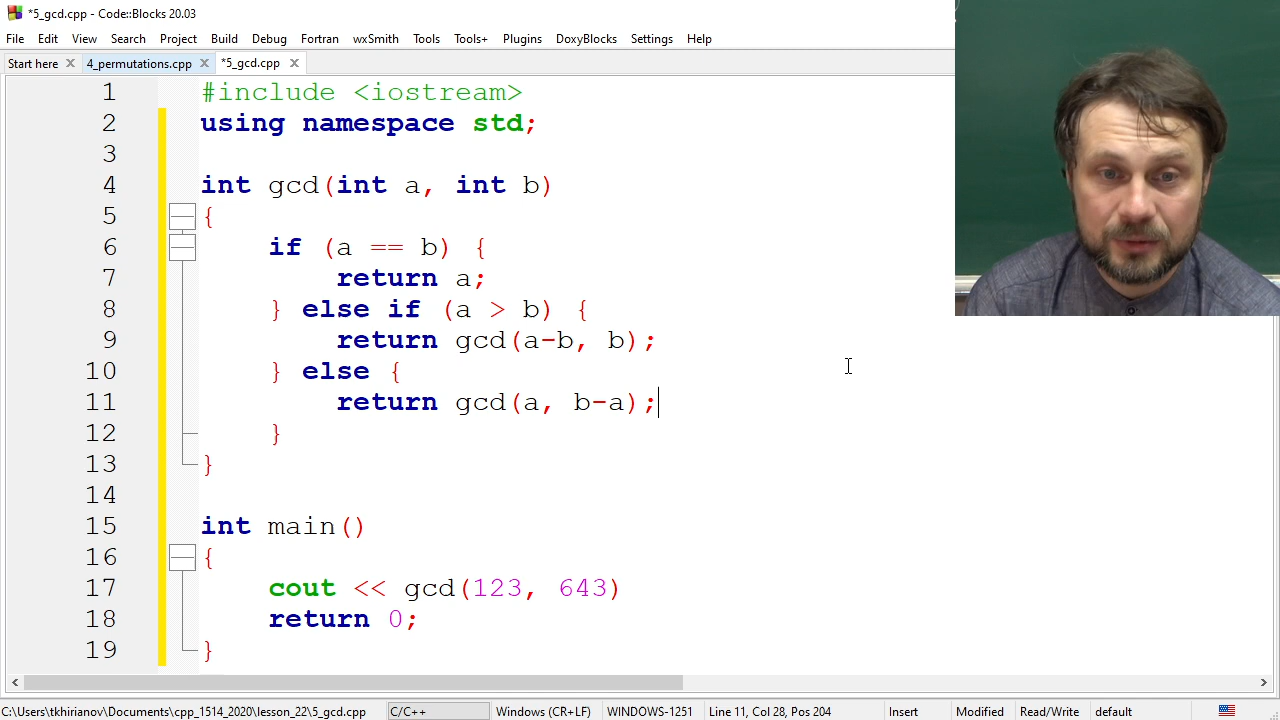 *5_gcd.cpp - Code::Blocks 20.03
File Edit View Search Project Build Debug Fortran wxSmith Tools Tools+ Plugins DoxyBlocks Settings Help
Start here 4_permutations.cpp *5_gcd.cpp
1 #include <iostream>
2 using namespace std;
3
4 int gcd(int a, int b)
5 {
6     if (a == b) {
7         return a;
8     } else if (a > b) {
9         return gcd(a-b, b);
10     } else {
11         return gcd(a, b-a);
12     }
13 }
14
15 int main()
16 {
17     cout << gcd(123, 643)
18     return 0;
19 }
C:\Users\tkhirianov\Documents\cpp_1514_2020\lesson_22\5_gcd.cpp C/C++ Windows (CR+LF) WINDOWS-1251 Line 11, Col 28, Pos 204 Insert Modified Read/Write default